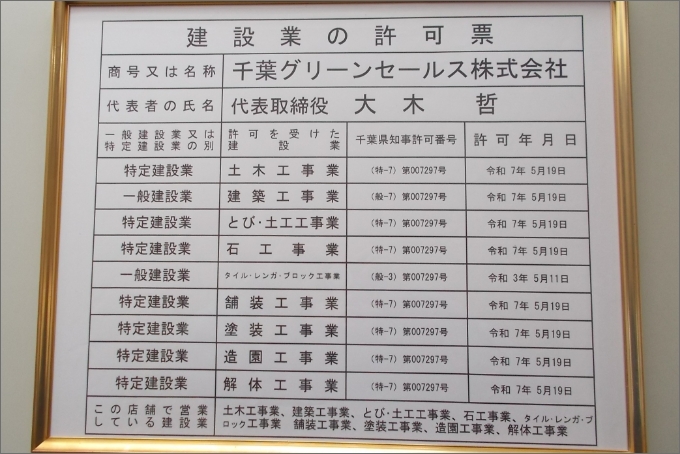 建設業の許可票
商号又は名称 千葉グリーンセールス株式会社
代表者の氏名 代表取締役 大木 哲
一般建設業又は 許可を受けた 千葉県知事許可番号 許可年月日
特定建設業の別 建設業
特定建設業 土木工事業 (特-7) 第007297号 令和 7年 5月19日
一般建設業 建築工事業 (般-7) 第007297号 令和 7年 5月19日
特定建設業 とび・土工工事業 (特-7) 第007297号 令和 7年 5月19日
特定建設業 石工事業 (特-7) 第007297号 令和 7年 5月19日
一般建設業 タイル・レンガ・ブロック工事業 (般-3) 第007297号 令和 3年 5月11日
特定建設業 舗装工事業 (特-7) 第007297号 令和 7年 5月19日
特定建設業 塗装工事業 (特-7) 第007297号 令和 7年 5月19日
特定建設業 造園工事業 (特-7) 第007297号 令和 7年 5月19日
特定建設業 解体工事業 (特-7) 第007297号 令和 7年 5月19日
この店舗で営業 土木工事業、建築工事業、とび・土工工事業、石工事業、タイル・レンガ・ブ
している建設業 ロック工事業 舗装工事業、塗装工事業、造園工事業、解体工事業